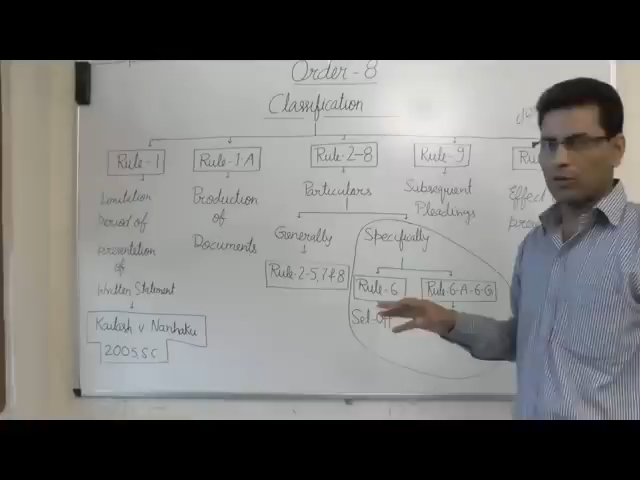 Order-8
Classification
Rule-1
Rule-1A
Rule-2-8
Rule-9
Limitation
Period of
presentation
of
Written Statement
Kailash v Nanhaku
2005 SC
Production
of
Documents
Particulars
Generally
Rule-2-5, 7 & 8
Specifically
Rule-6
Set-off
Rule-6-A-6-G
Subsequent
Pleadings
Effect